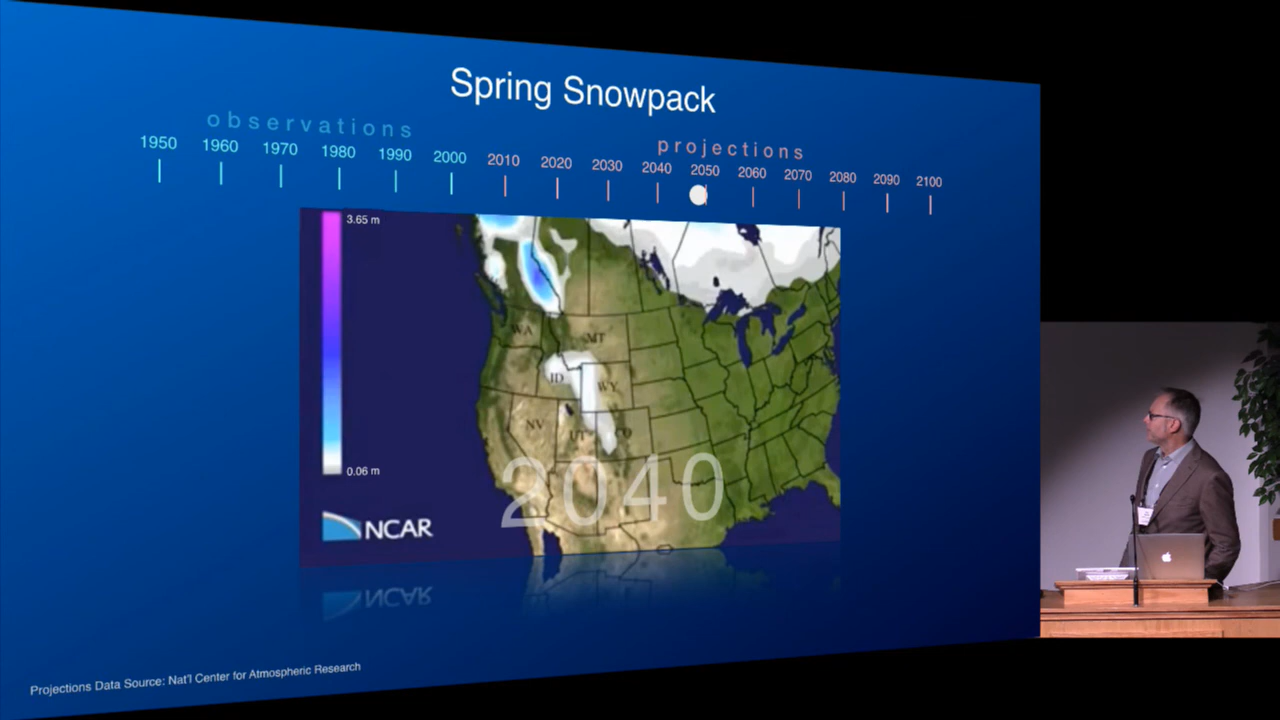 Spring Snowpack
observations
projections
1950 1960 1970 1980 1990 2000 2010 2020 2030 2040 2050 2060 2070 2080 2090 2100
3.65 m
0.06 m
WA
MT
ID
WY
NV
UT
CO
2040
NCAR
Projections Data Source: Nat'l Center for Atmospheric Research